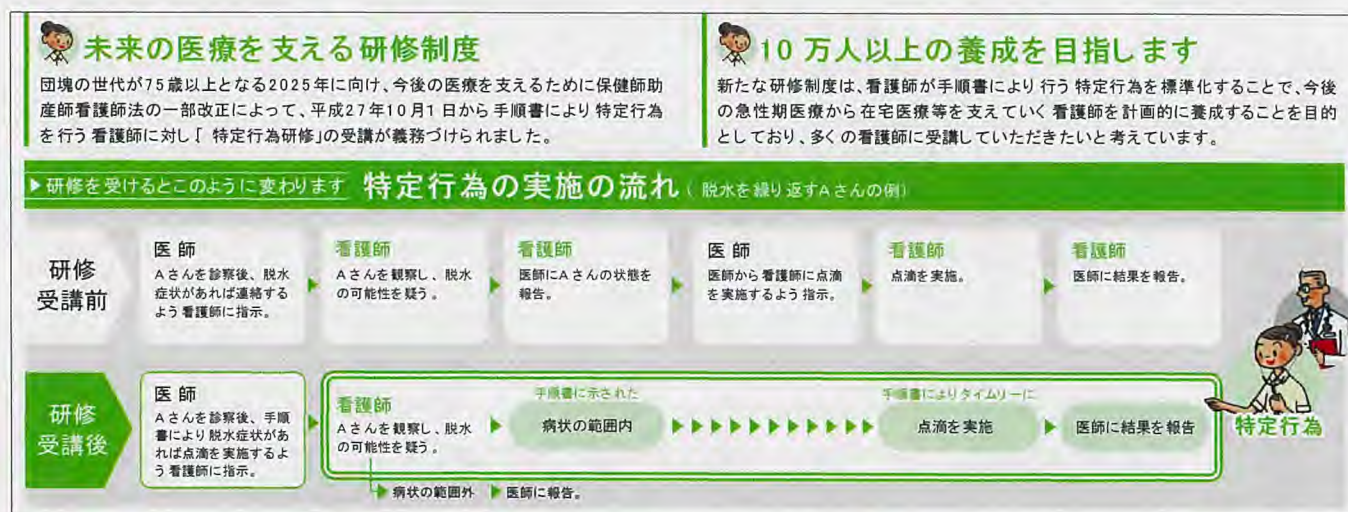 未来の医療を支える研修制度
団塊の世代が75歳以上となる2025年に向け、今後の医療を支えるために保健師助
産師看護師法の一部改正によって、平成27年10月1日から手順書により特定行為
を行う看護師に対し「特定行為研修」の受講が義務づけられました。
10万人以上の養成を目指します
新たな研修制度は、看護師が手順書により行う特定行為を標準化することで、今後
の急性期医療から在宅医療等を支えていく看護師を計画的に養成することを目的
としており、多くの看護師に受講していただきたいと考えています。
▶研修を受けるとこのように変わります 特定行為の実施の流れ(脱水を繰り返すAさんの例)
研修
受講前
医師
Aさんを診察後、脱水
症状があれば連絡する
よう看護師に指示。
看護師
Aさんを観察し、脱水
の可能性を疑う。
看護師
医師にAさんの状態を
報告。
医師
医師から看護師に点滴
を実施するよう指示。
看護師
点滴を実施。
看護師
医師に結果を報告。
研修
受講後
医師
Aさんを診察後、手順
書により脱水症状があ
れば点滴を実施するよ
う看護師に指示。
看護師
Aさんを観察し、脱水
の可能性を疑う。
手順書に示された
病状の範囲内
手順書によりタイムリーに
点滴を実施
医師に結果を報告
特定行為
病状の範囲外 ▶医師に報告。